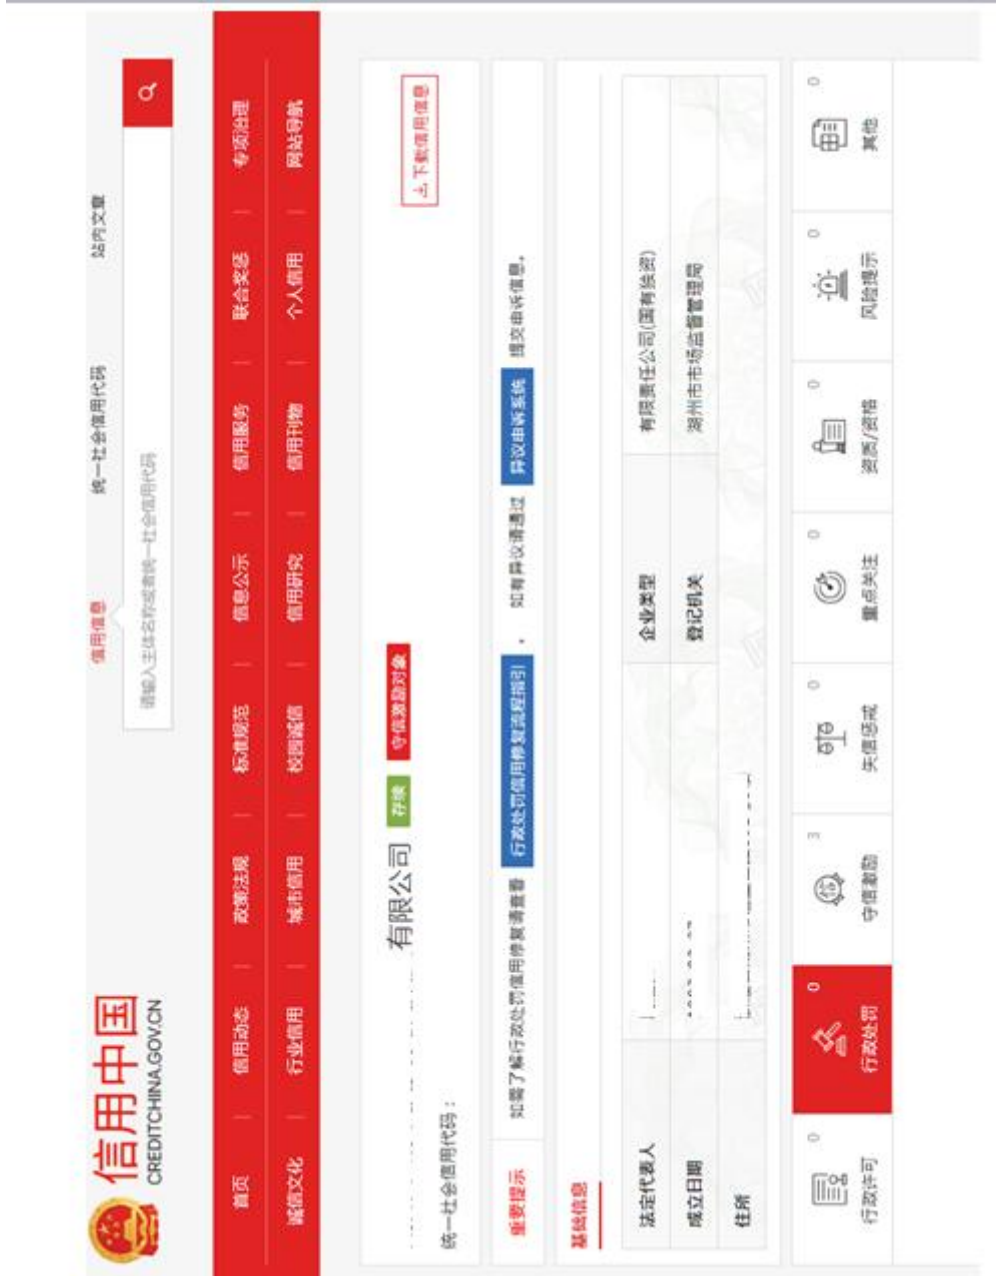 信用中国
CREDITCHINA.GOV.CN
信用信息 统一社会信用代码 站内文章
请输入主体名称或者统一社会信用代码
首页 | 信用动态 | 政策法规 | 标准规范 | 信息公示 | 信用服务 | 联合奖惩 | 专项治理
诚信文化 | 行业信用 | 城市信用 | 校园诚信 | 信用研究 | 信用刊物 | 个人信用 | 网站导航
有限公司 存续 守信激励对象
下载信用信息
统一社会信用代码：
重要提示 如需了解行政处罚信用修复请查看 行政处罚信用修复流程指引 。 如有异议请通过 异议申诉系统 提交申诉信息。
基础信息
法定代表人 企业类型 有限责任公司(国有独资)
成立日期 登记机关 湖州市市场监督管理局
住所
0 0 3 0 0 0 0 0
行政许可 行政处罚 守信激励 失信惩戒 重点关注 资质/资格 风险提示 其他